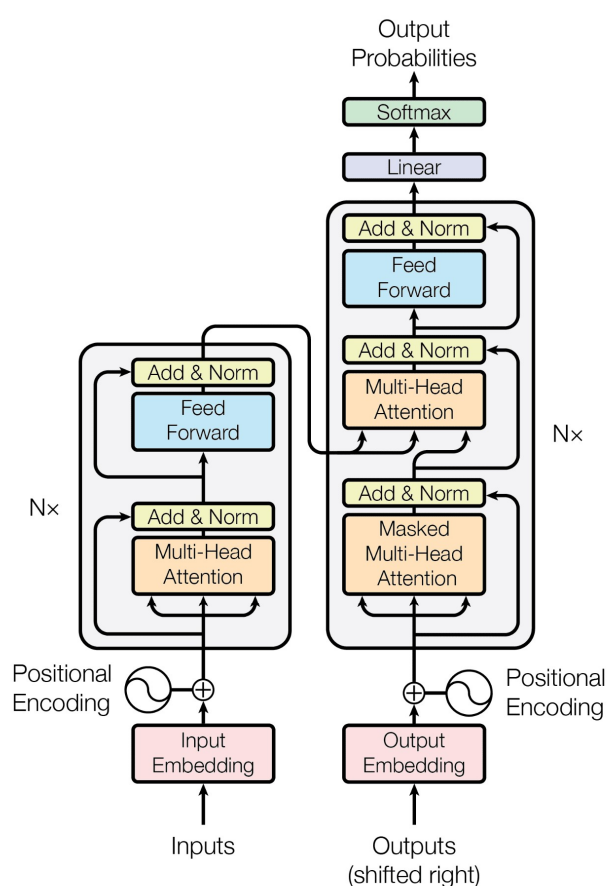 Output
Probabilities
Softmax
Linear
Add & Norm
Feed
Forward
Add & Norm
Multi-Head
Attention
Add & Norm
Masked
Multi-Head
Attention
N×
Positional
Encoding
Output
Embedding
Outputs
(shifted right)
Add & Norm
Feed
Forward
Add & Norm
Multi-Head
Attention
N×
Positional
Encoding
Input
Embedding
Inputs